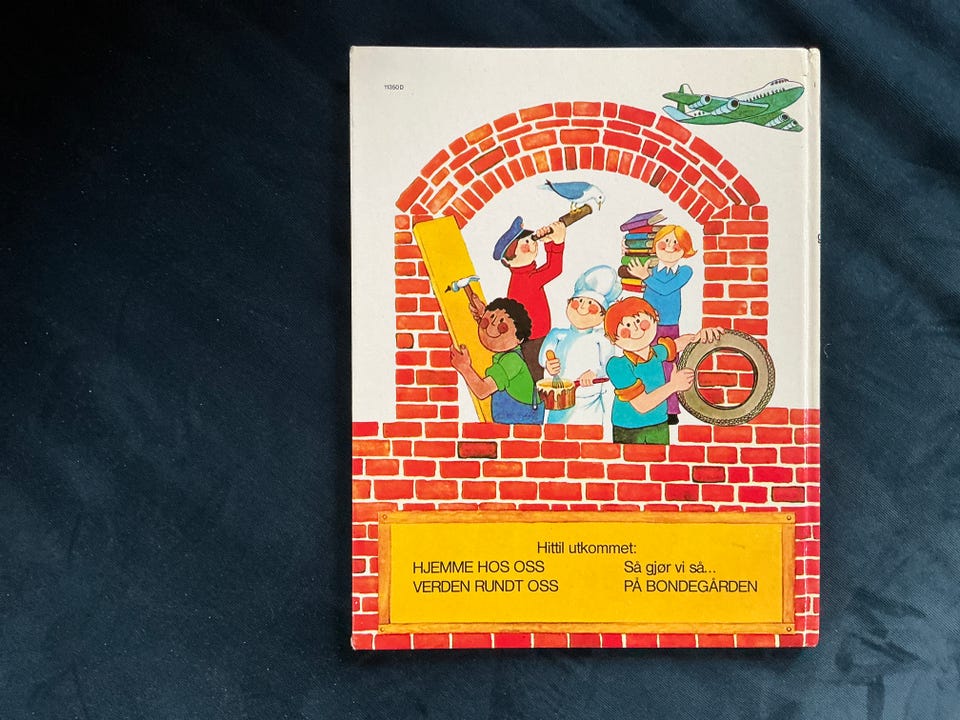 11350 D
Hittil utkommet:
HJEMME HOS OSS Så gjør vi så...
VERDEN RUNDT OSS PÅ BONDEGÅRDEN